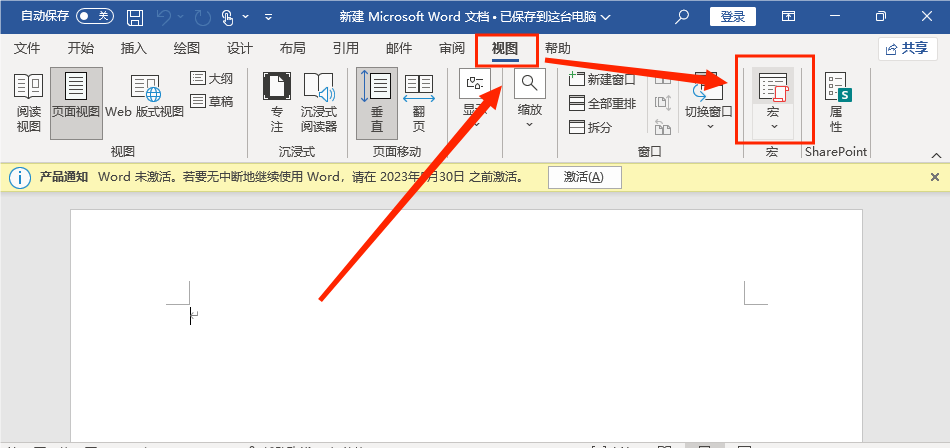 自动保存 关 新建 Microsoft Word 文档 • 已保存到这台电脑 登录
文件 开始 插入 绘图 设计 布局 引用 邮件 审阅 视图 帮助 共享
阅读
视图
页面视图
Web 版式视图
大纲
草稿
视图
专
注
沉浸式
阅读器
沉浸式
垂
直
翻
页
页面移动
缩放
新建窗口
全部重排
拆分
切换窗口
窗口
宏
宏
属
性
SharePoint
产品通知 Word 未激活。若要无中断地继续使用 Word，请在 2023年 月30日 之前激活。 激活(A)